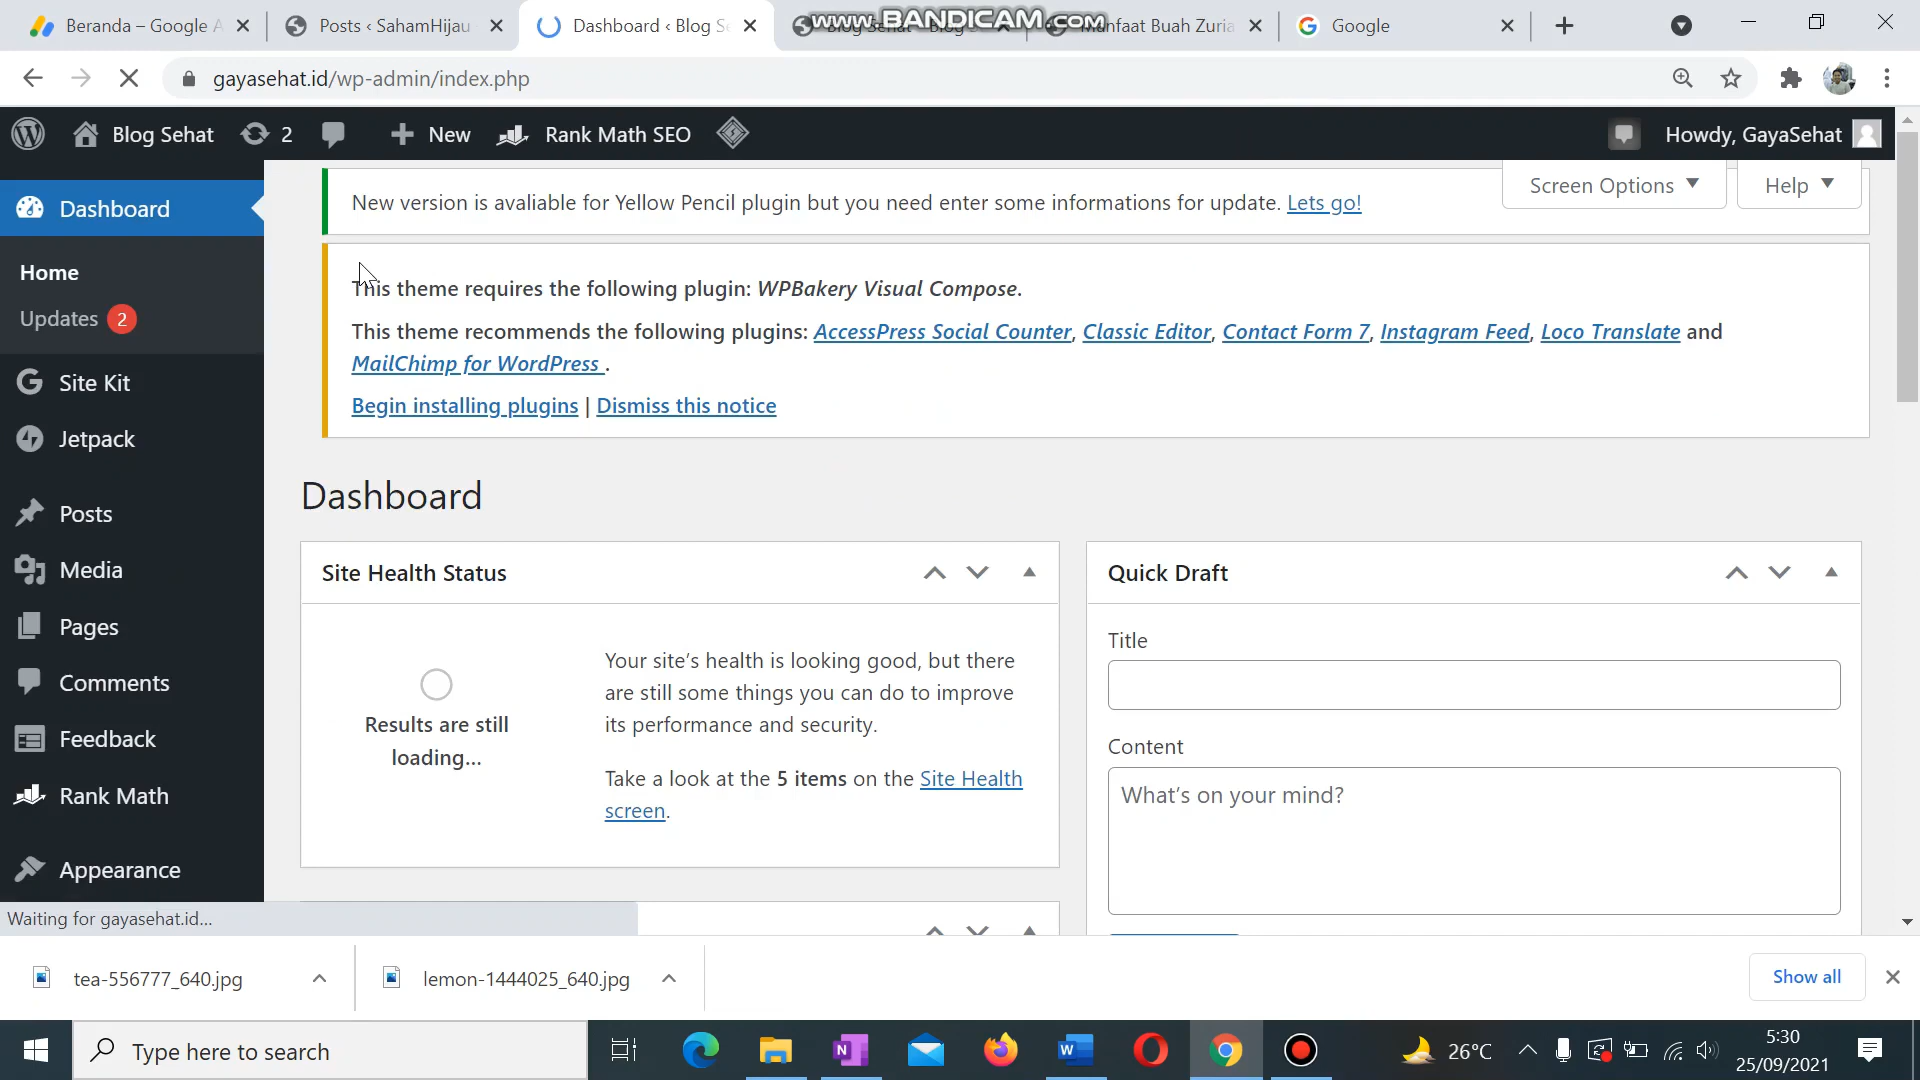 Beranda – Google A
Posts ‹ SahamHijau
Dashboard ‹ Blog Se
Blog Sehat - Blog S
Manfaat Buah Zuria
Google
www.BANDICAM.com
gayasehat.id/wp-admin/index.php
Blog Sehat
2
New
Rank Math SEO
Howdy, GayaSehat
Dashboard
Home
Updates 2
Site Kit
Jetpack
Posts
Media
Pages
Comments
Feedback
Rank Math
Appearance
Screen Options
Help
New version is avaliable for Yellow Pencil plugin but you need enter some informations for update. Lets go!
This theme requires the following plugin: WPBakery Visual Compose.
This theme recommends the following plugins: AccessPress Social Counter, Classic Editor, Contact Form 7, Instagram Feed, Loco Translate and
MailChimp for WordPress .
Begin installing plugins | Dismiss this notice
Dashboard
Site Health Status
Results are still
loading...
Your site's health is looking good, but there
are still some things you can do to improve
its performance and security.
Take a look at the 5 items on the Site Health
screen.
Quick Draft
Title
Content
What's on your mind?
Waiting for gayasehat.id...
tea-556777_640.jpg
lemon-1444025_640.jpg
Show all
Type here to search
26°C
5:30
25/09/2021